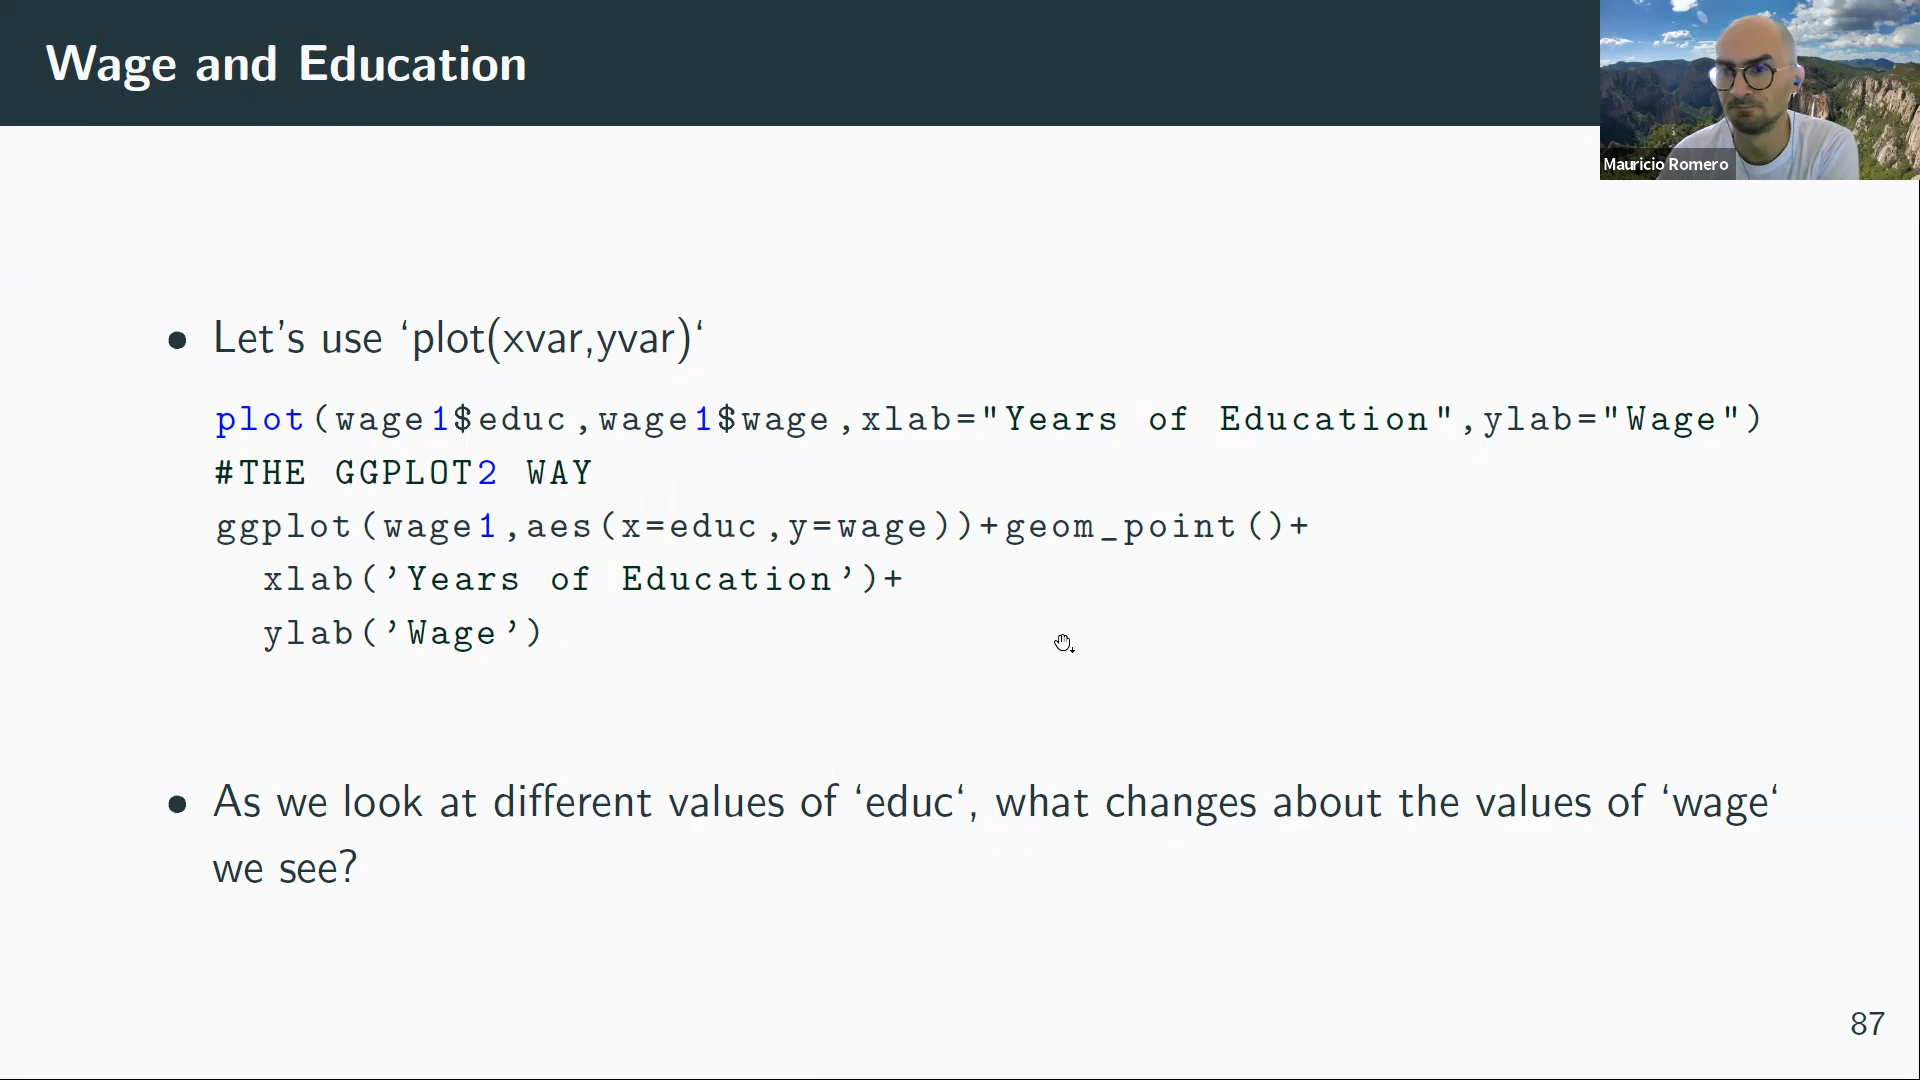 Wage and Education
Mauricio Romero
• Let’s use ‘plot(xvar,yvar)‘
plot(wage1$educ,wage1$wage,xlab="Years of Education",ylab="Wage")
#THE GGPLOT2 WAY
ggplot(wage1,aes(x=educ,y=wage))+geom_point()+
xlab(’Years of Education’)+
ylab(’Wage’)
• As we look at different values of ‘educ‘, what changes about the values of ‘wage‘
we see?
87